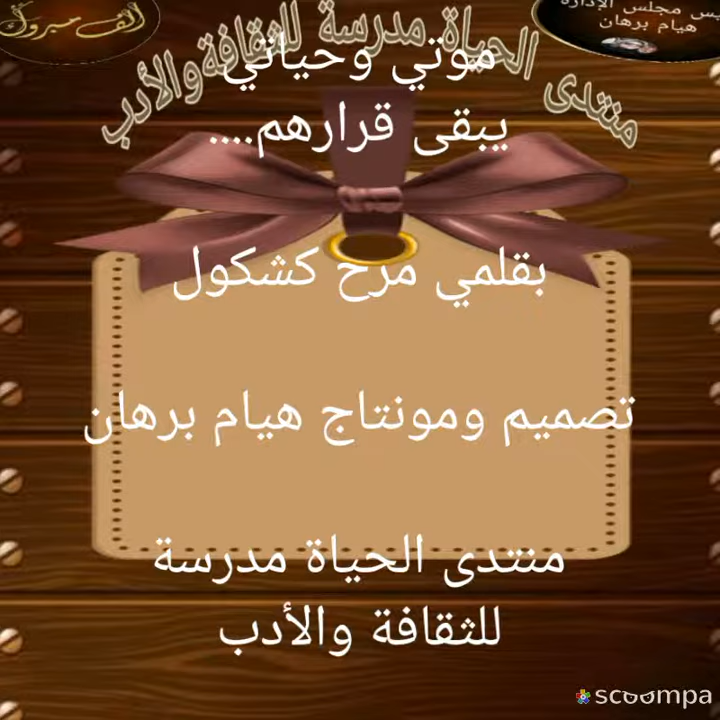 ألف مبروك
مجلس الإدارة
هيام برهان
منتدى الحياة مدرسة للثقافة والأدب
موتي وحياتي
يبقى قرارهم....
بقلمي مرح كشكول
تصميم ومونتاج هيام برهان
منتدى الحياة مدرسة
للثقافة والأدب
scoompa